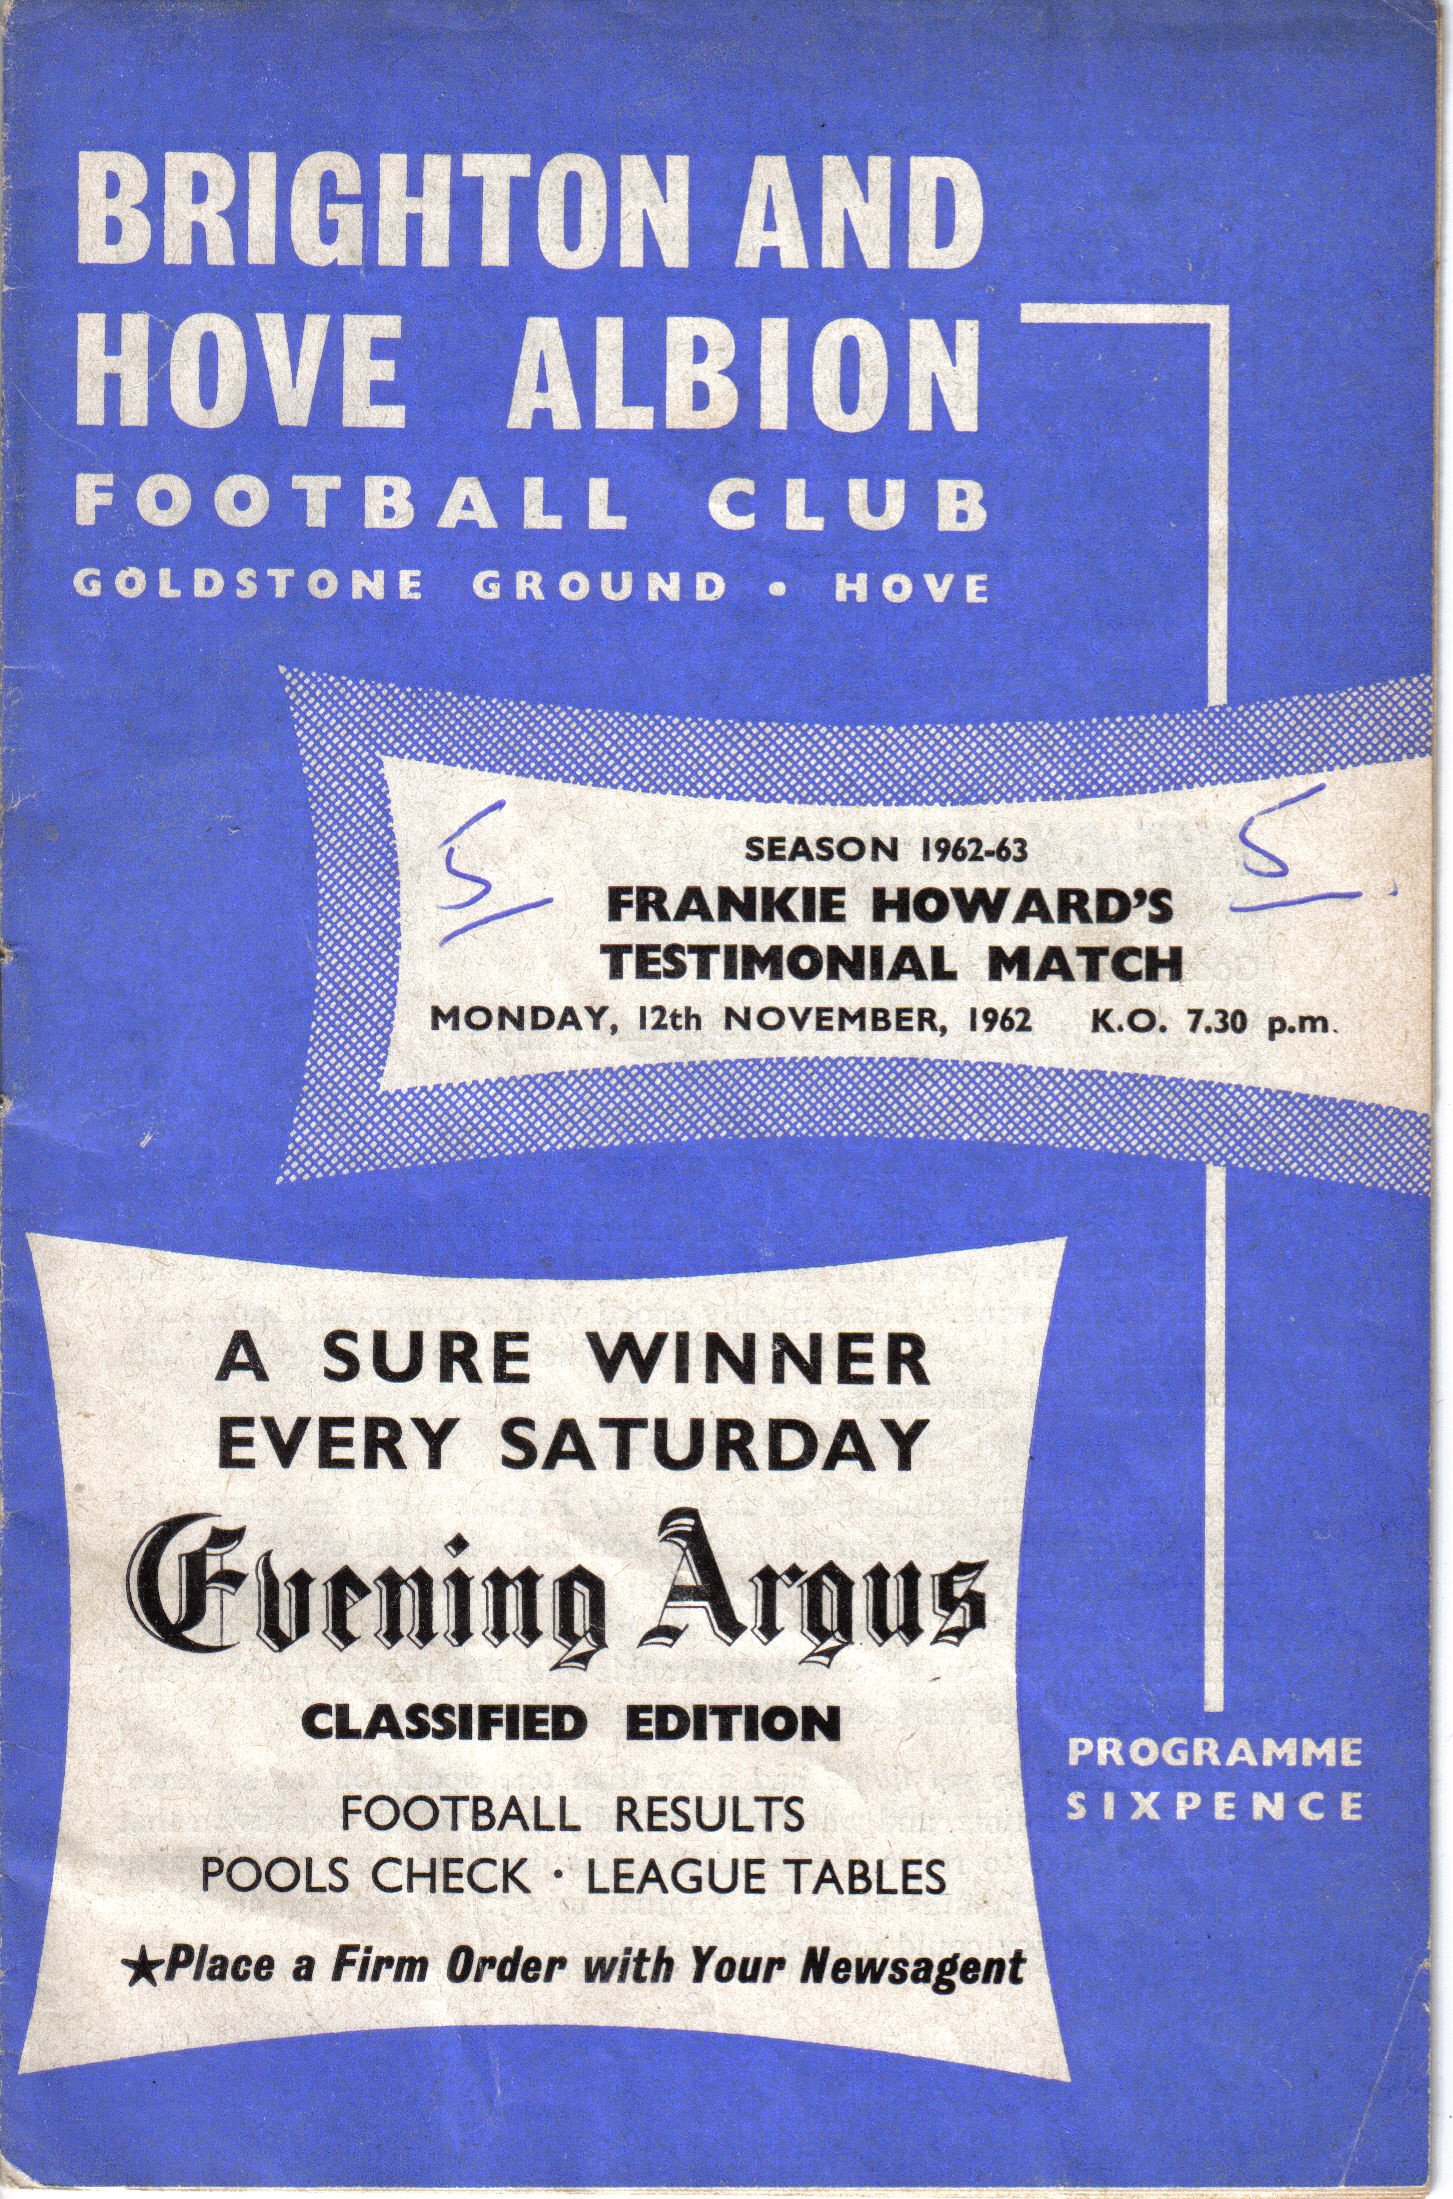 BRIGHTON AND
HOVE ALBION
FOOTBALL CLUB
GOLDSTONE GROUND • HOVE
SEASON 1962-63
5 FRANKIE HOWARD'S 5
TESTIMONIAL MATCH
MONDAY, 12th NOVEMBER, 1962 K.O. 7.30 p.m.
A SURE WINNER
EVERY SATURDAY
Evening Argus
CLASSIFIED EDITION
FOOTBALL RESULTS
POOLS CHECK · LEAGUE TABLES
★Place a Firm Order with Your Newsagent
PROGRAMME
SIXPENCE